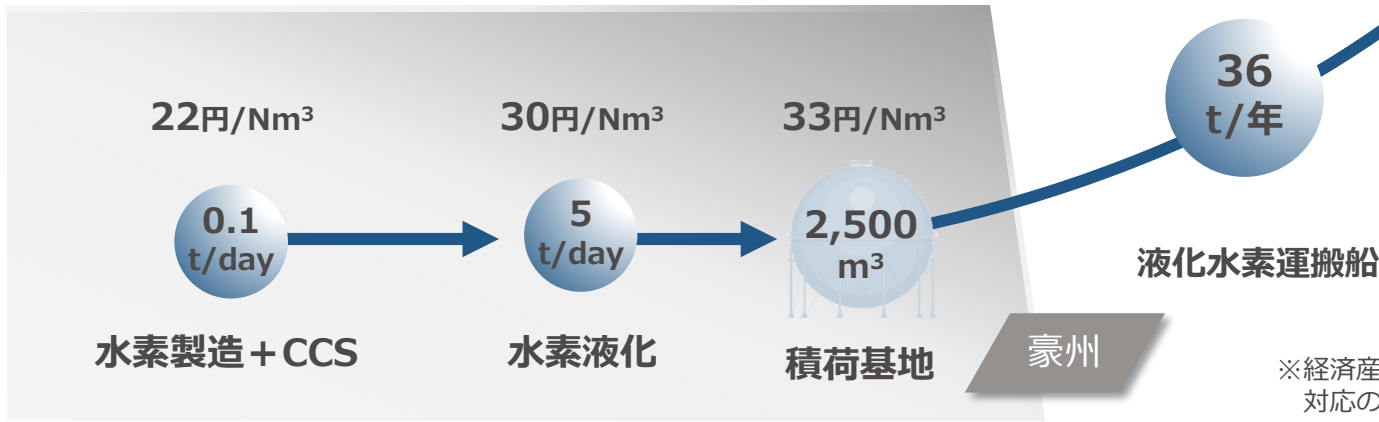 22円/Nm³
30円/Nm³
33円/Nm³
36
t/年
0.1
t/day
5
t/day
2,500
m³
液化水素運搬船
水素製造+CCS
水素液化
積荷基地
豪州
※経済産
対応の